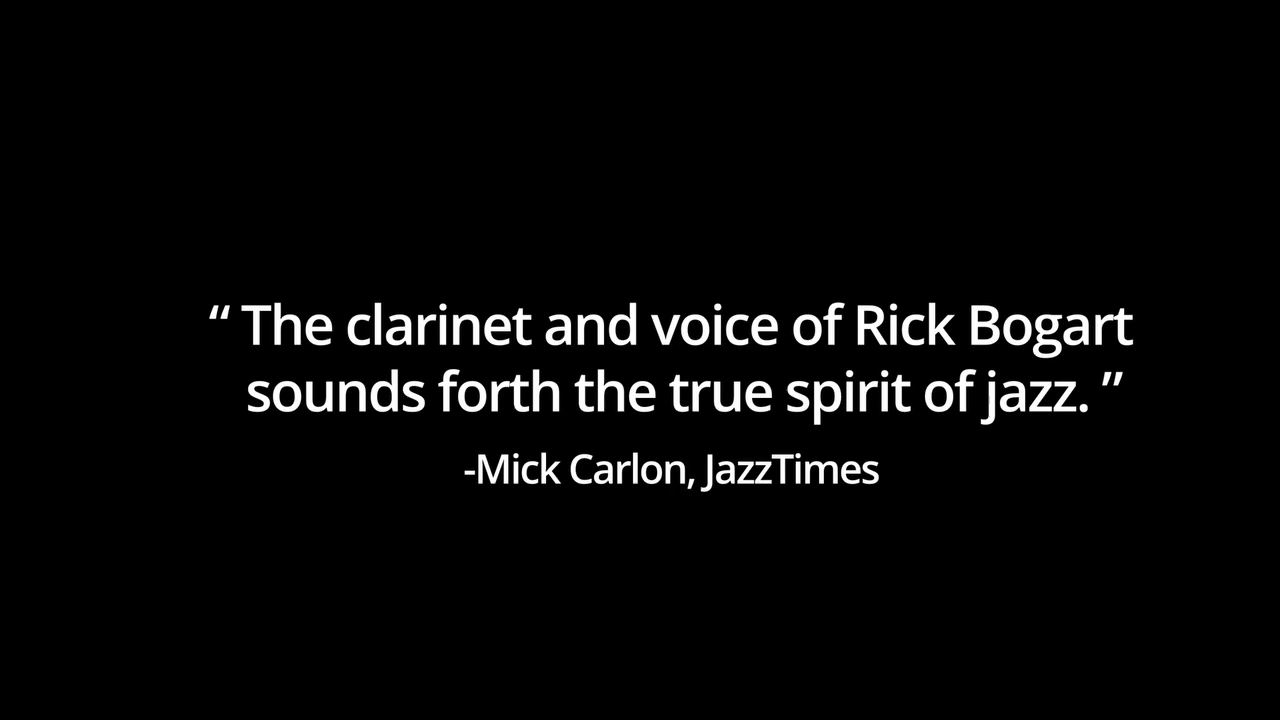 “ The clarinet and voice of Rick Bogart
sounds forth the true spirit of jazz. ”
-Mick Carlon, JazzTimes